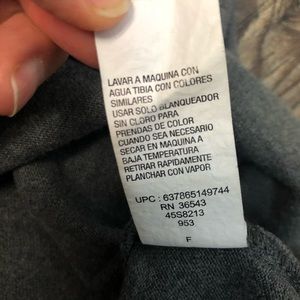 LAVAR A MAQUINA CON
AGUA TIBIA CON COLORES
SIMILARES
USAR SOLO BLANQUEADOR
SIN CLORO PARA
PRENDAS DE COLOR
CUANDO SEA NECESARIO
SECAR EN MAQUINA A
BAJA TEMPERATURA
RETIRAR RAPIDAMENTE
PLANCHAR CON VAPOR
UPC : 637865149744
RN 36543
45S8213
953
F